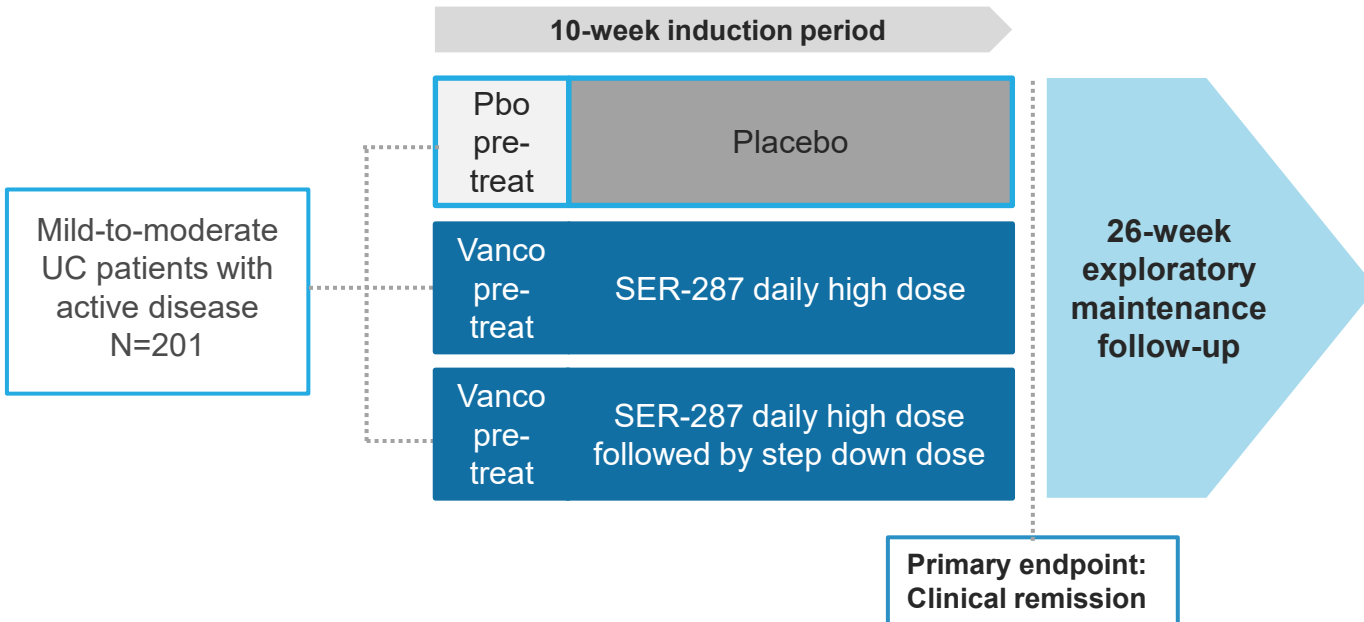 10-week induction period
Pbo
pre-
treat
Placebo
Mild-to-moderate
UC patients with
active disease
N=201
Vanco
pre-
treat
SER-287 daily high dose
Vanco
pre-
treat
SER-287 daily high dose
followed by step down dose
26-week
exploratory
maintenance
follow-up
Primary endpoint:
Clinical remission